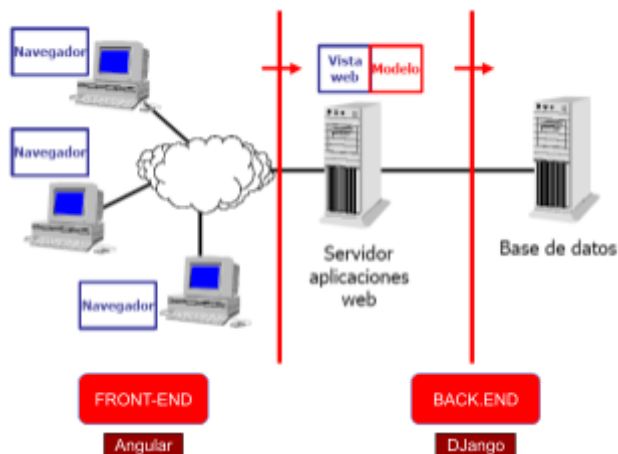 Navegador
Vista
web
Modelo
Navegador
Navegador
Servidor
aplicaciones
web
Base de datos
FRONT-END
BACK.END
Angular
DJango